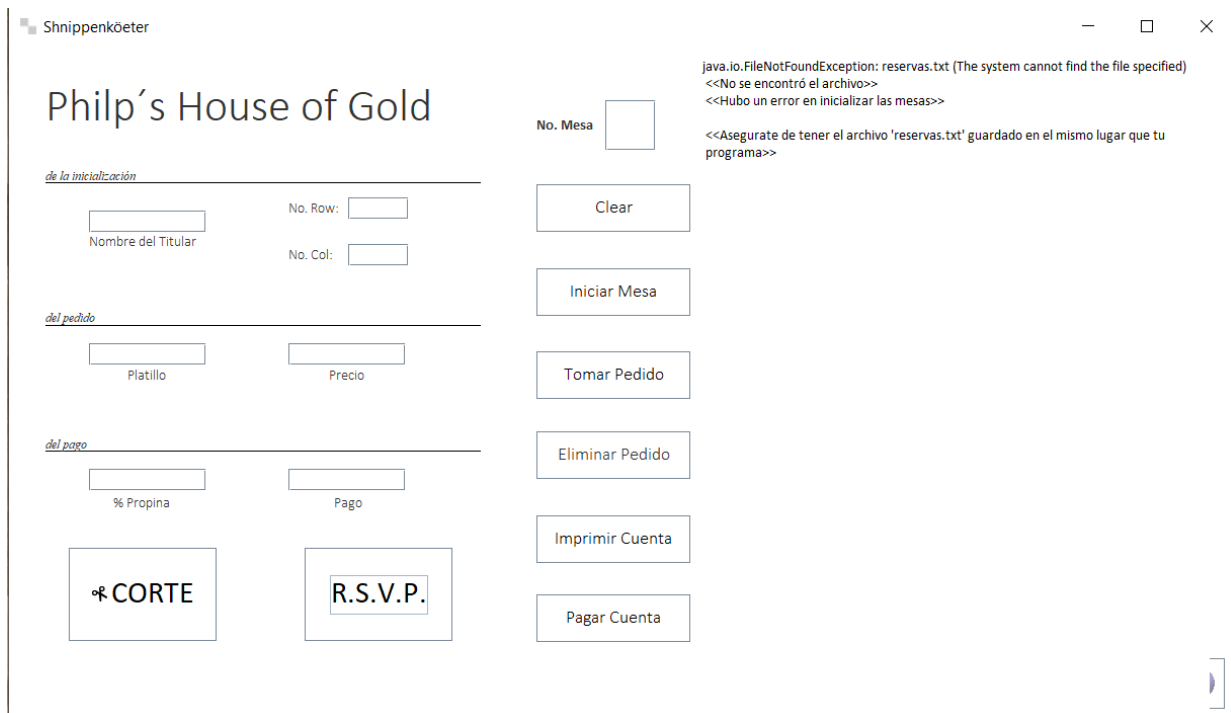 Shnippenköeter
Philp´s House of Gold
de la inicialización
Nombre del Titular
No. Row:
No. Col:
del pedido
Platillo
Precio
del pago
% Propina
Pago
CORTE
R.S.V.P.
No. Mesa
Clear
Iniciar Mesa
Tomar Pedido
Eliminar Pedido
Imprimir Cuenta
Pagar Cuenta
java.io.FileNotFoundException: reservas.txt (The system cannot find the file specified)
<<No se encontró el archivo>>
<<Hubo un error en inicializar las mesas>>
<<Asegurate de tener el archivo 'reservas.txt' guardado en el mismo lugar que tu
programa>>